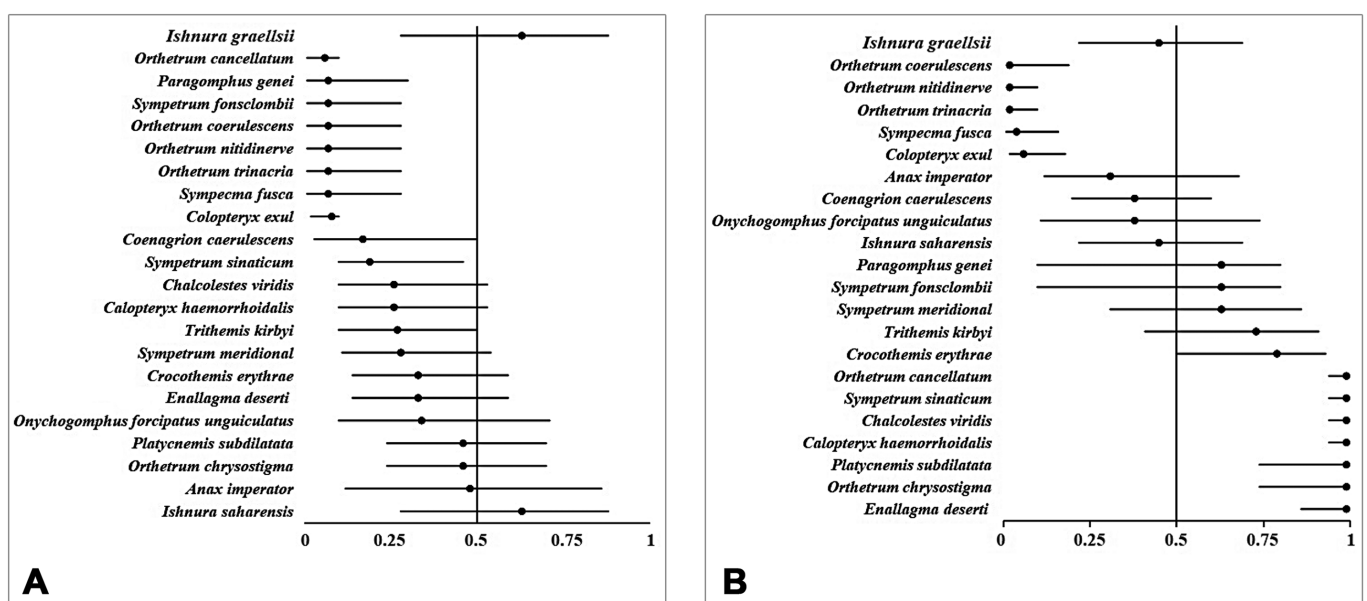 Ishnura graellsii
Orthetrum cancellatum
Paragomphus genei
Sympetrum fonsclombii
Orthetrum coerulescens
Orthetrum nitidinerve
Orthetrum trinacria
Sympecma fusca
Colopteryx exul
Coenagrion caerulescens
Sympetrum sinaticum
Chalcolestes viridis
Calopteryx haemorrhoidalis
Trithemis kirbyi
Sympetrum meridional
Crocothemis erythrae
Enallagma deserti
Onychogomphus forcipatus unguiculatus
Platycnemis subdilatata
Orthetrum chrysostigma
Anax imperator
Ishnura saharensis
0 0.25 0.5 0.75 1
A
Ishnura graellsii
Orthetrum coerulescens
Orthetrum nitidinerve
Orthetrum trinacria
Sympecma fusca
Colopteryx exul
Anax imperator
Coenagrion caerulescens
Onychogomphus forcipatus unguiculatus
Ishnura saharensis
Paragomphus genei
Sympetrum fonsclombii
Sympetrum meridional
Trithemis kirbyi
Crocothemis erythrae
Orthetrum cancellatum
Sympetrum sinaticum
Chalcolestes viridis
Calopteryx haemorrhoidalis
Platycnemis subdilatata
Orthetrum chrysostigma
Enallagma deserti
0 0.25 0.5 0.75 1
B